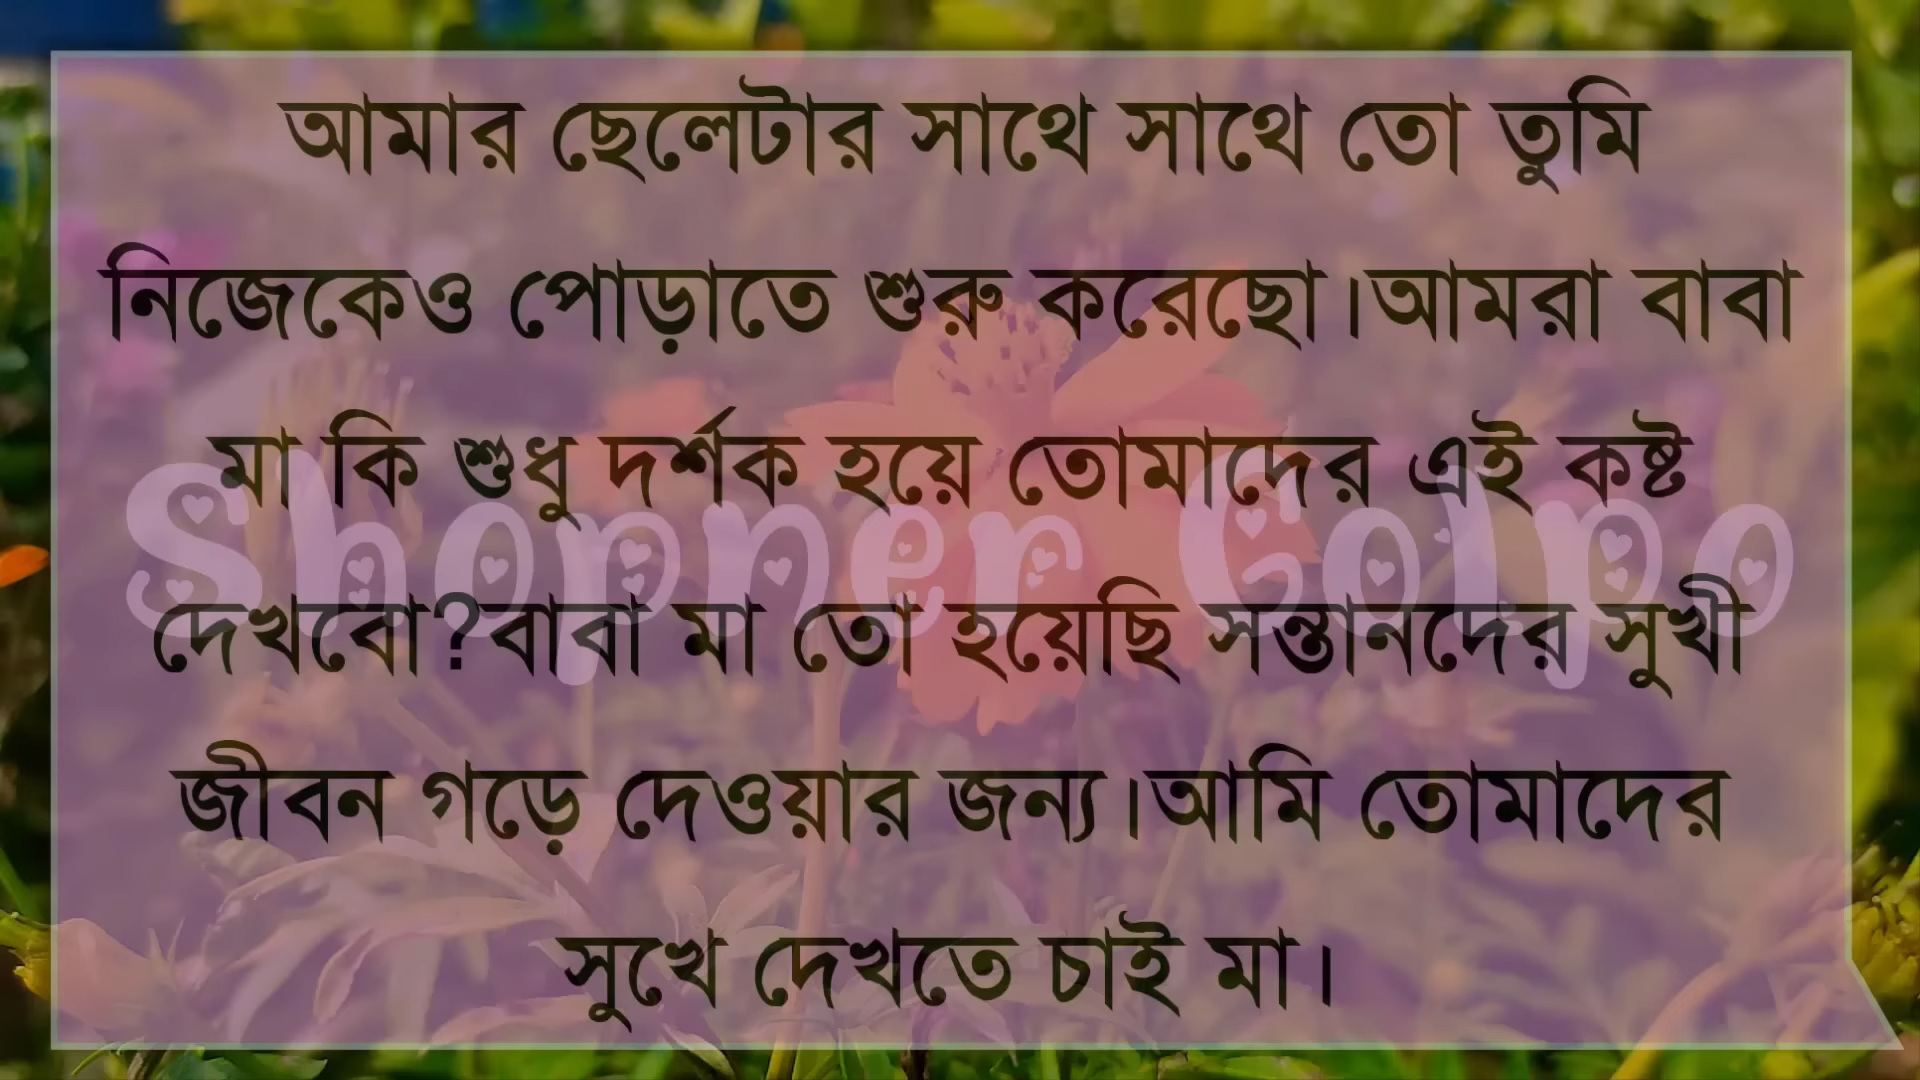 আমার ছেলেটার সাথে সাথে তো তুমি
নিজেকেও পোড়াতে শুরু করেছো।আমরা বাবা
মা কি শুধু দর্শক হয়ে তোমাদের এই কষ্ট
Shopner Golpo
দেখবো?বাবা মা তো হয়েছি সন্তানদের সুখী
জীবন গড়ে দেওয়ার জন্য।আমি তোমাদের
সুখে দেখতে চাই মা।